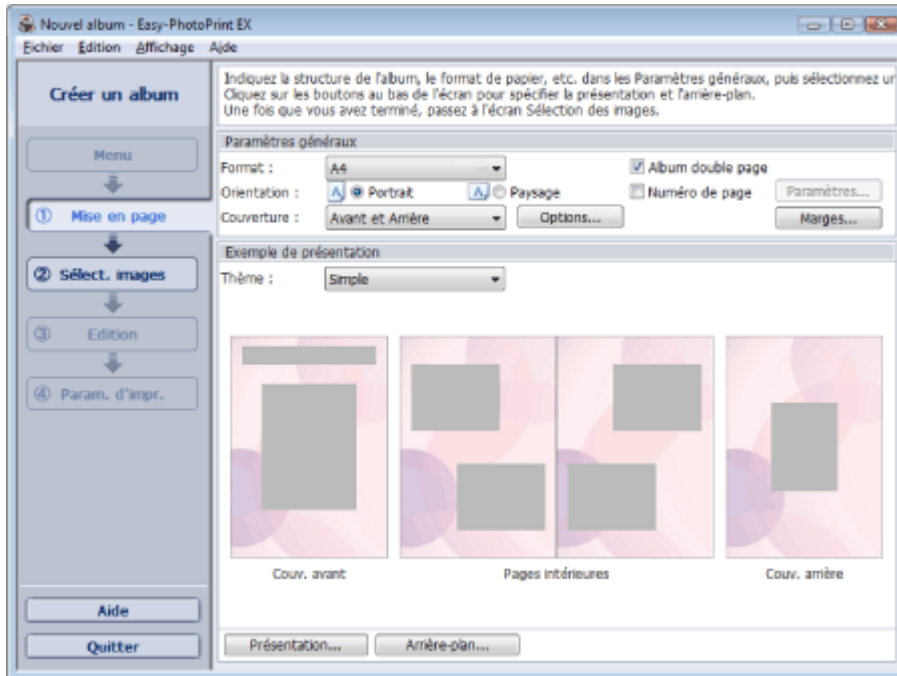 Nouvel album - Easy-PhotoPrint EX
Fichier Edition Affichage Aide
Créer un album
Indiquez la structure de l'album, le format de papier, etc. dans les Paramètres généraux, puis sélectionnez un
Cliquez sur les boutons au bas de l'écran pour spécifier la présentation et l'arrière-plan.
Une fois que vous avez terminé, passez à l'écran Sélection des images.
Menu
① Mise en page
② Sélect. images
③ Edition
④ Param. d'impr.
Aide
Quitter
Paramètres généraux
Format : A4 Album double page
Orientation : A Portrait A Paysage Numéro de page Paramètres...
Couverture : Avant et Arrière Options... Marges...
Exemple de présentation
Thème : Simple
Couv. avant Pages intérieures Couv. arrière
Présentation... Arrière-plan...